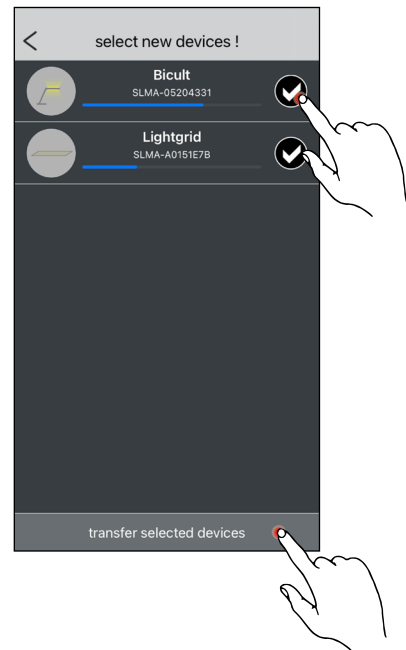 select new devices !
Bicult
SLMA-05204331
Lightgrid
SLMA-A0151E7B
transfer selected devices